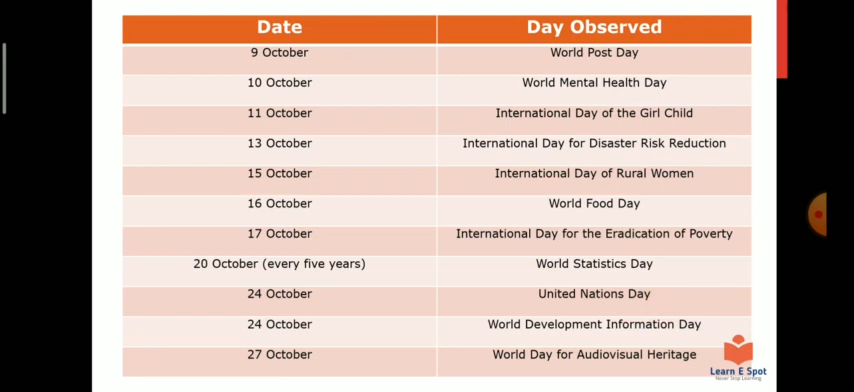 Date Day Observed
9 October World Post Day
10 October World Mental Health Day
11 October International Day of the Girl Child
13 October International Day for Disaster Risk Reduction
15 October International Day of Rural Women
16 October World Food Day
17 October International Day for the Eradication of Poverty
20 October (every five years) World Statistics Day
24 October United Nations Day
24 October World Development Information Day
27 October World Day for Audiovisual Heritage
Learn E Spot
Never Stop Learning